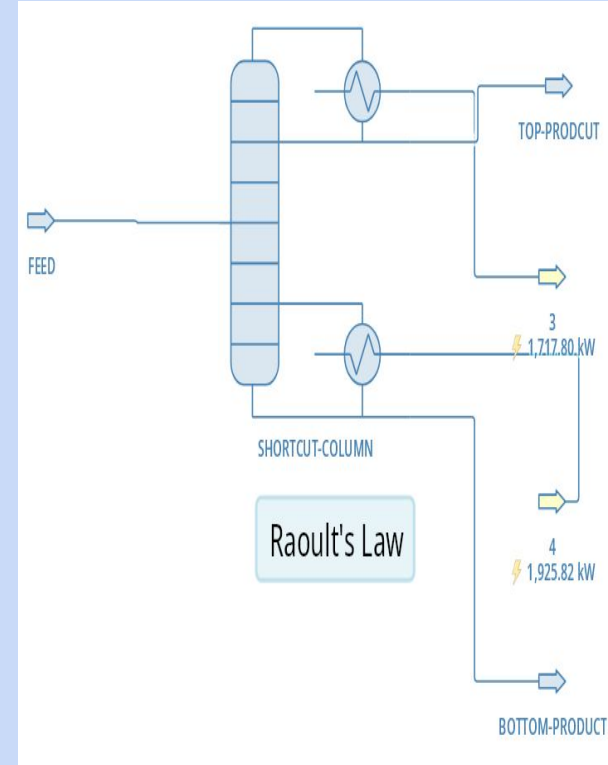 TOP-PRODCUT
FEED
3
1,717.80 kW
SHORTCUT-COLUMN
Raoult's Law
4
1,925.82 kW
BOTTOM-PRODUCT